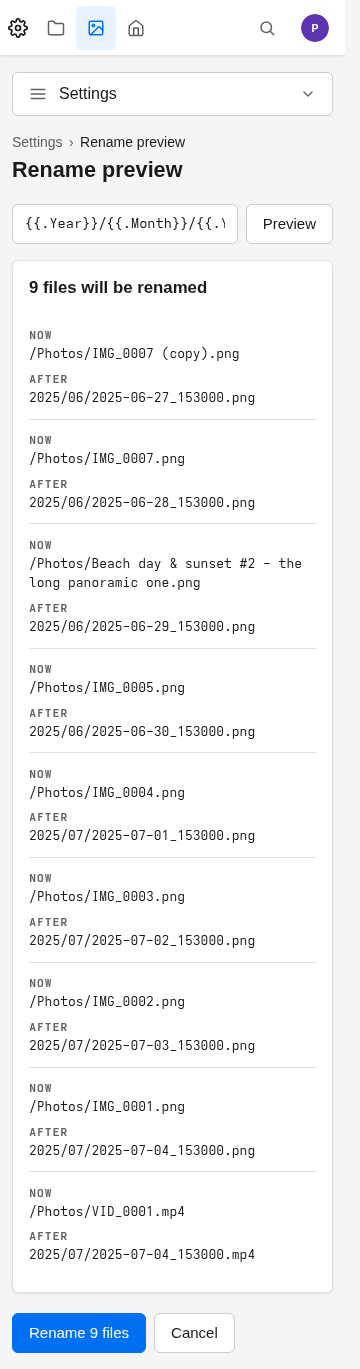 P
Settings
Settings › Rename preview
Rename preview
{{.Year}}/{{.Month}}/{{.Y
Preview
9 files will be renamed
NOW
/Photos/IMG_0007 (copy).png
AFTER
2025/06/2025-06-27_153000.png
NOW
/Photos/IMG_0007.png
AFTER
2025/06/2025-06-28_153000.png
NOW
/Photos/Beach day & sunset #2 - the
long panoramic one.png
AFTER
2025/06/2025-06-29_153000.png
NOW
/Photos/IMG_0005.png
AFTER
2025/06/2025-06-30_153000.png
NOW
/Photos/IMG_0004.png
AFTER
2025/07/2025-07-01_153000.png
NOW
/Photos/IMG_0003.png
AFTER
2025/07/2025-07-02_153000.png
NOW
/Photos/IMG_0002.png
AFTER
2025/07/2025-07-03_153000.png
NOW
/Photos/IMG_0001.png
AFTER
2025/07/2025-07-04_153000.png
NOW
/Photos/VID_0001.mp4
AFTER
2025/07/2025-07-04_153000.mp4
Rename 9 files
Cancel